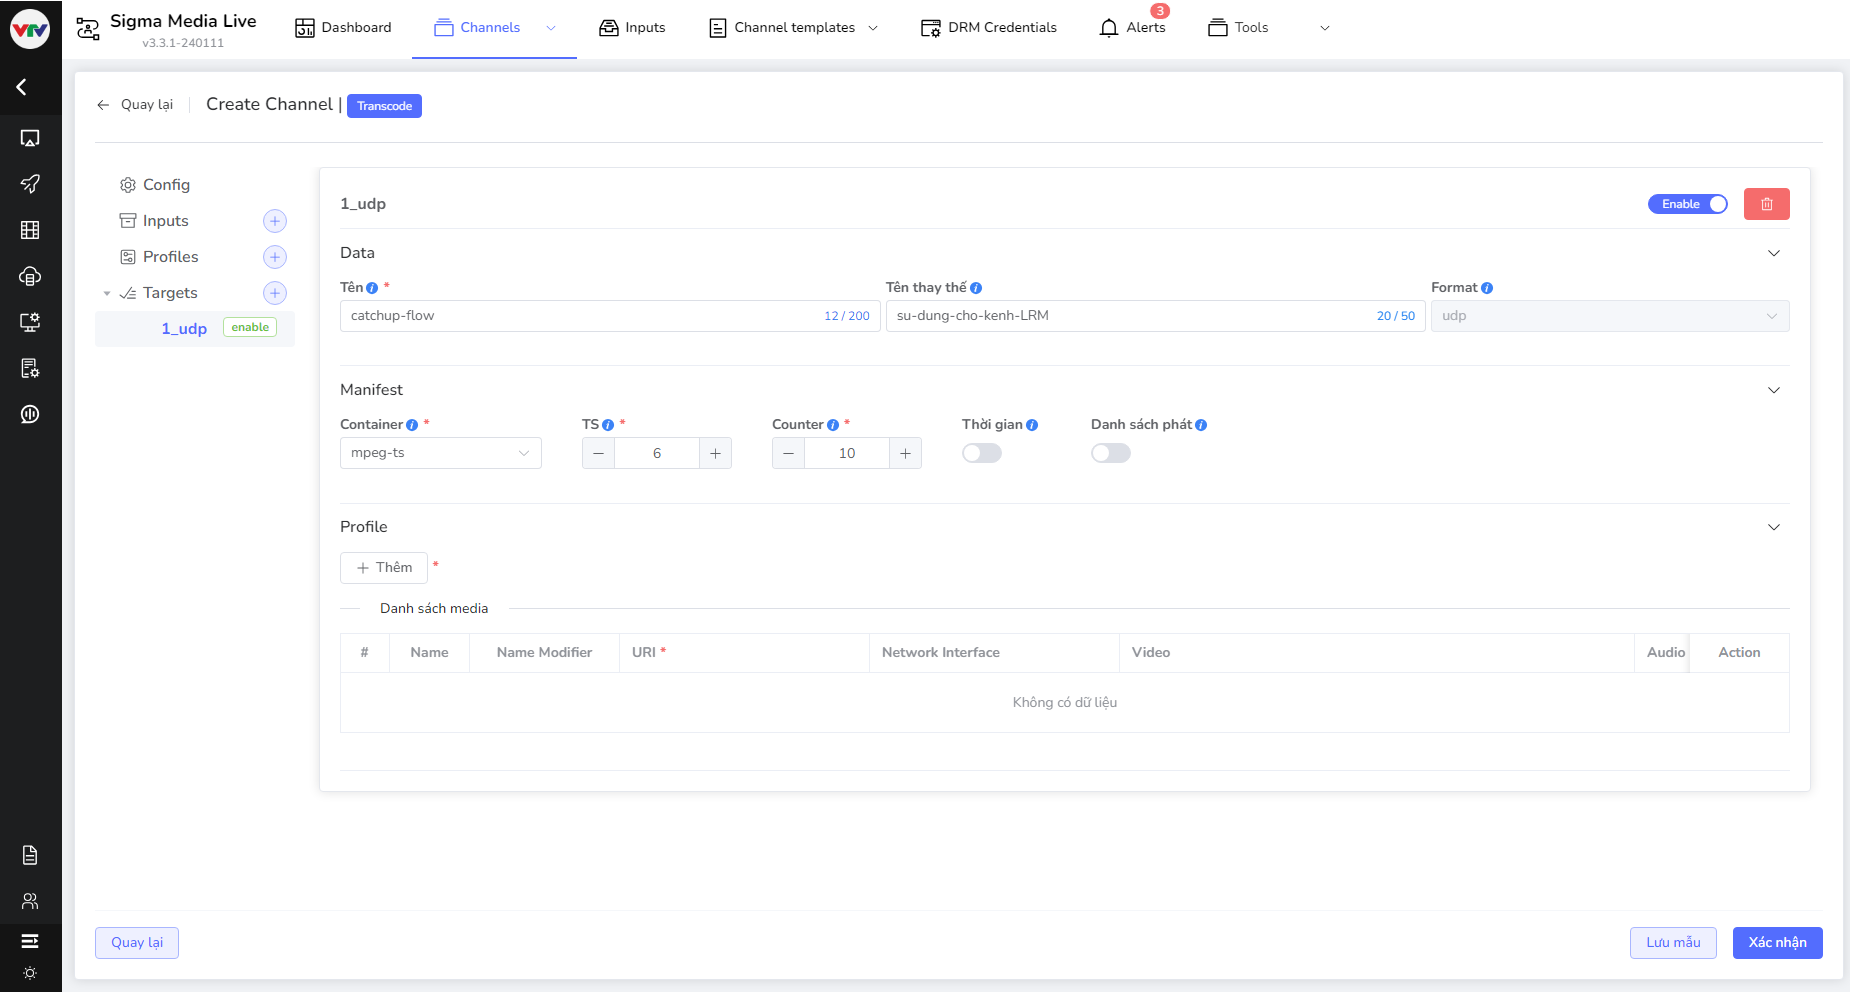 VTV
Sigma Media Live
v3.3.1-240111
Dashboard
Channels
Inputs
Channel templates
DRM Credentials
Alerts
3
Tools
Quay lại
Create Channel |
Transcode
Config
Inputs
Profiles
Targets
1_udp
enable
1_udp
Enable
Data
Tên *
Tên thay thế
Format
catchup-flow
12 / 200
su-dung-cho-kenh-LRM
20 / 50
udp
Manifest
Container *
TS *
Counter *
Thời gian
Danh sách phát
mpeg-ts
6
10
Profile
+ Thêm *
Danh sách media
#
Name
Name Modifier
URI *
Network Interface
Video
Audio
Action
Không có dữ liệu
Quay lại
Lưu mẫu
Xác nhận